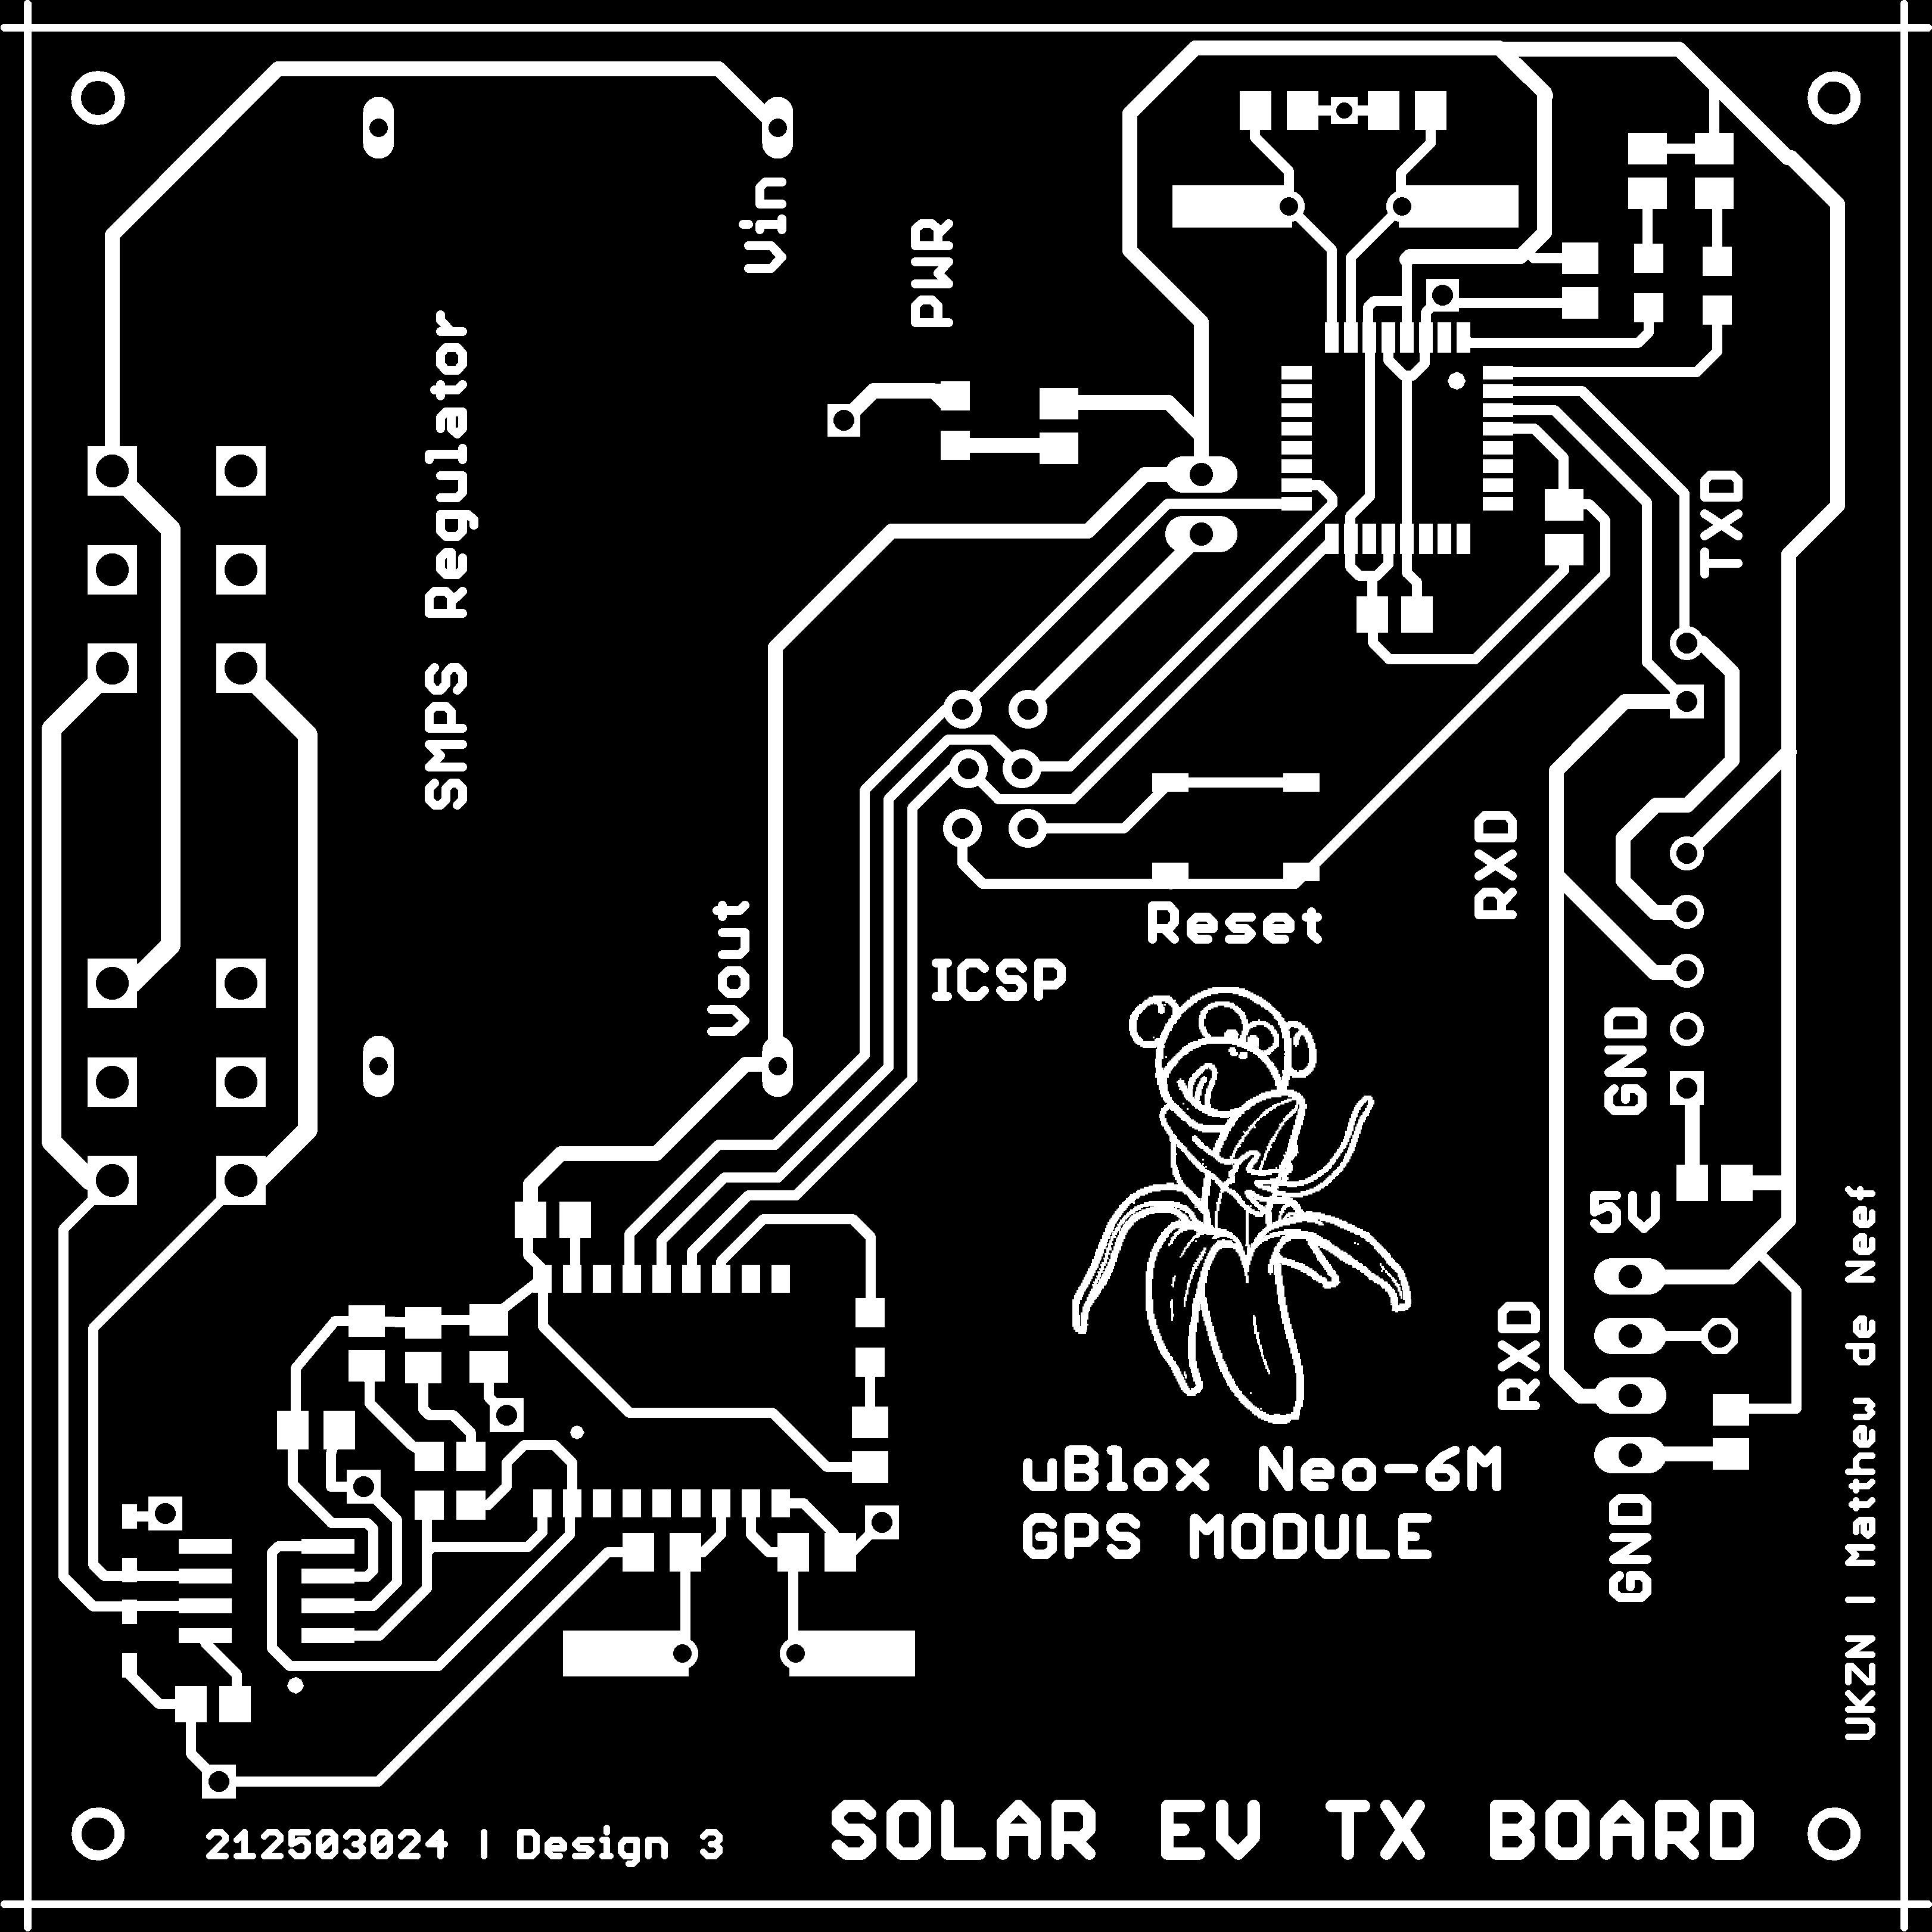 Vin
PWR
SMPS Regulator
TXD
RXD
Vout
Reset
ICSP
GND
5V
RXD
uBlox Neo-6M
GPS MODULE
GND
UKZN | Matthew de Neef
212503024 | Design 3
SOLAR EV TX BOARD